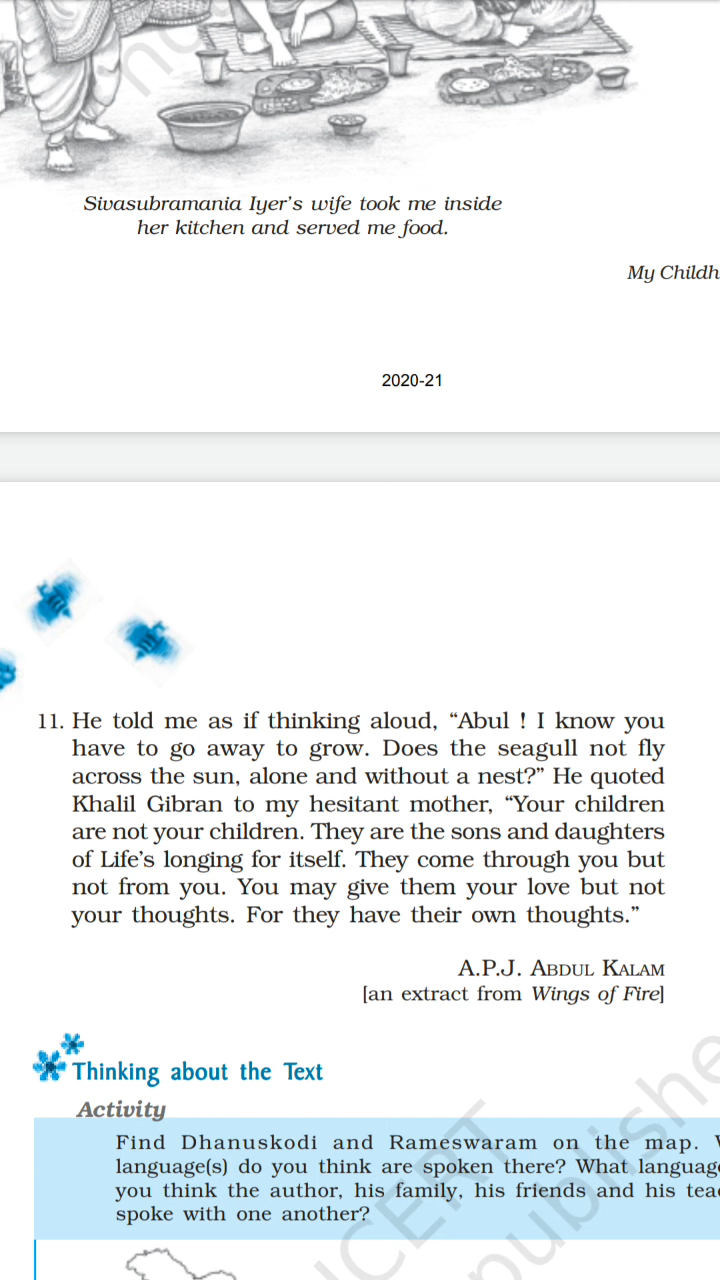 Sivasubramania Iyer's wife took me inside
her kitchen and served me food.
My Childh
2020-21
11. He told me as if thinking aloud, “Abul ! I know you
have to go away to grow. Does the seagull not fly
across the sun, alone and without a nest?” He quoted
Khalil Gibran to my hesitant mother, “Your children
are not your children. They are the sons and daughters
of Life's longing for itself. They come through you but
not from you. You may give them your love but not
your thoughts. For they have their own thoughts.”
A.P.J. ABDUL KALAM
[an extract from Wings of Fire]
Thinking about the Text
Activity
Find Dhanuskodi and Rameswaram on the map.
language(s) do you think are spoken there? What languag
you think the author, his family, his friends and his tea
spoke with one another?
NCERT
publishe